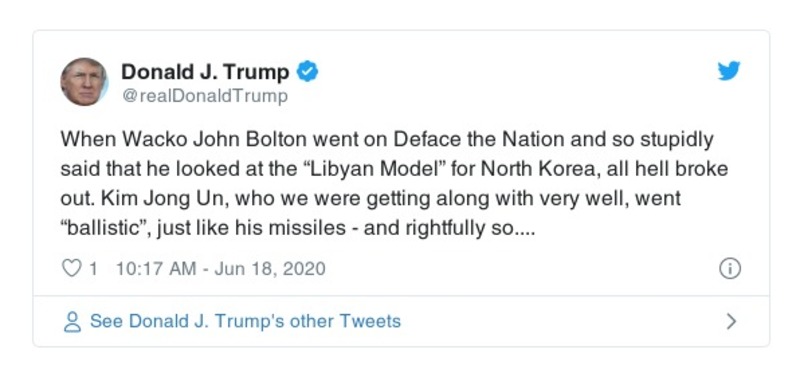 Donald J. Trump
@realDonaldTrump
When Wacko John Bolton went on Deface the Nation and so stupidly
said that he looked at the “Libyan Model” for North Korea, all hell broke
out. Kim Jong Un, who we were getting along with very well, went
“ballistic”, just like his missiles - and rightfully so....
1 10:17 AM - Jun 18, 2020
See Donald J. Trump's other Tweets